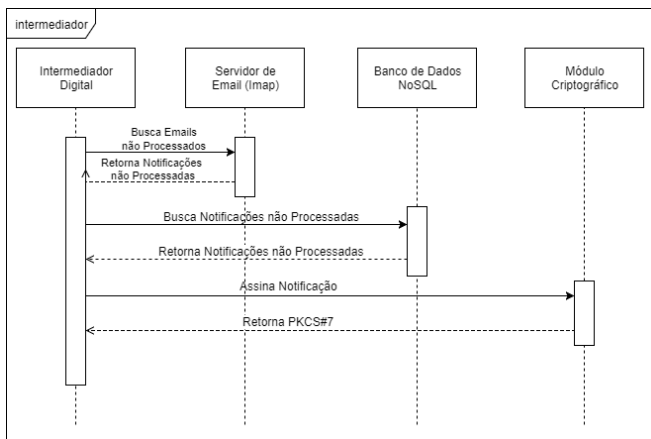 intermediador
Intermediador
Digital
Servidor de
Email (Imap)
Banco de Dados
NoSQL
Módulo
Criptográfico
Busca Emails
não Processados
Retorna Notificações
não Processadas
Busca Notificações não Processadas
Retorna Notificações não Processadas
Assina Notificação
Retorna PKCS#7